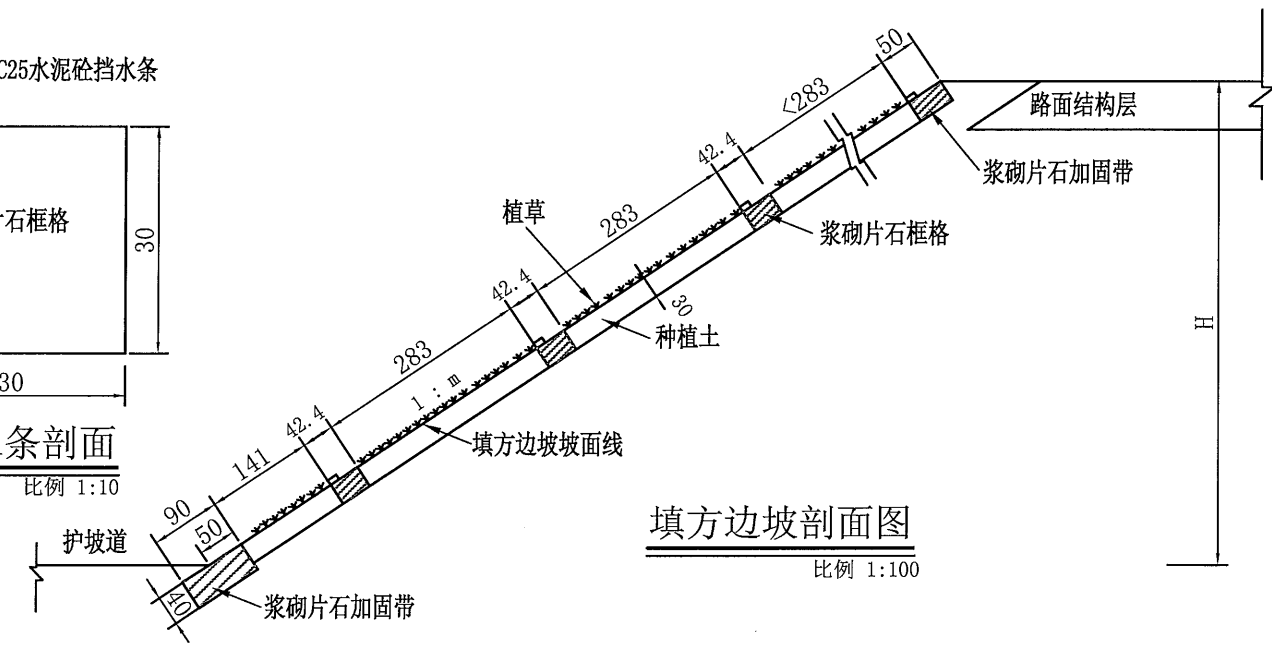 C25水泥砼挡水条
片石框格
30
30
条剖面
比例 1:10
50
<283
路面结构层
浆砌片石加固带
42.4
浆砌片石框格
植草
283
42.4
30
种植土
283
1:m
42.4
填方边坡坡面线
141
90
50
护坡道
40
浆砌片石加固带
H
填方边坡剖面图
比例 1:100